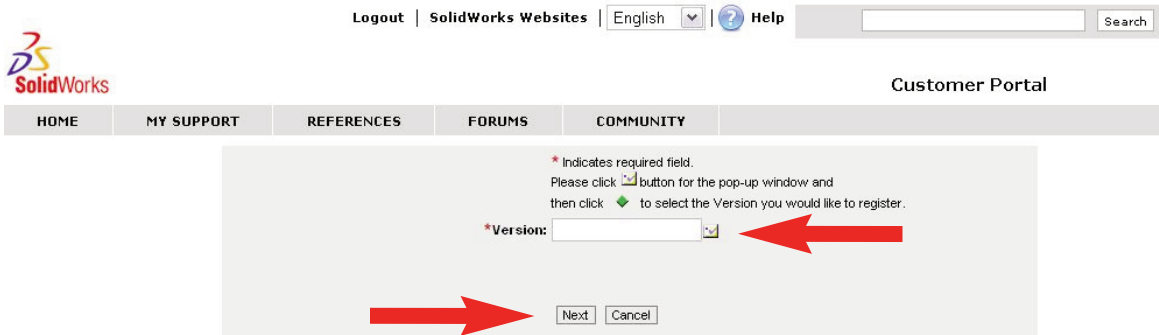 Logout | SolidWorks Websites | English | ? Help Search
DS
SolidWorks
Customer Portal
HOME MY SUPPORT REFERENCES FORUMS COMMUNITY
* Indicates required field.
Please click button for the pop-up window and
then click to select the Version you would like to register.
*Version:
Next Cancel